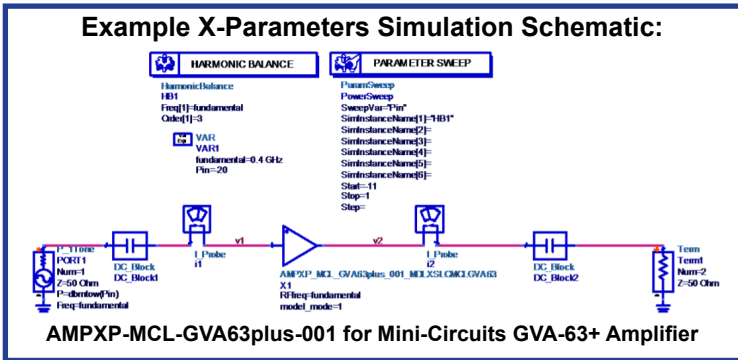 Example X-Parameters Simulation Schematic:
HARMONIC BALANCE
HarmonicBalance
HB1
Freq[1]=fundamental
Order[1]=3
Var
Eqn
VAR
VAR1
fundamental=0.4 GHz
Pin=20
PARAMETER SWEEP
ParamSweep
PowerSweep
SweepVar="Pin"
SimInstanceName[1]="HB1"
SimInstanceName[2]=
SimInstanceName[3]=
SimInstanceName[4]=
SimInstanceName[5]=
SimInstanceName[6]=
Start=-11
Stop=1
Step=
P_1Tone
PORT1
Num=1
Z=50 Ohm
P=dbmtow(Pin)
Freq=fundamental
DC_Block
DC_Block1
I_Probe
i1
v1
AMPXP_MCL_GVA63plus_001_MDLXSLCMCLGVA63
X1
RFfreq=fundamental
model_mode=1
v2
I_Probe
i2
DC_Block
DC_Block2
Term
Term1
Num=2
Z=50 Ohm
AMPXP-MCL-GVA63plus-001 for Mini-Circuits GVA-63+ Amplifier